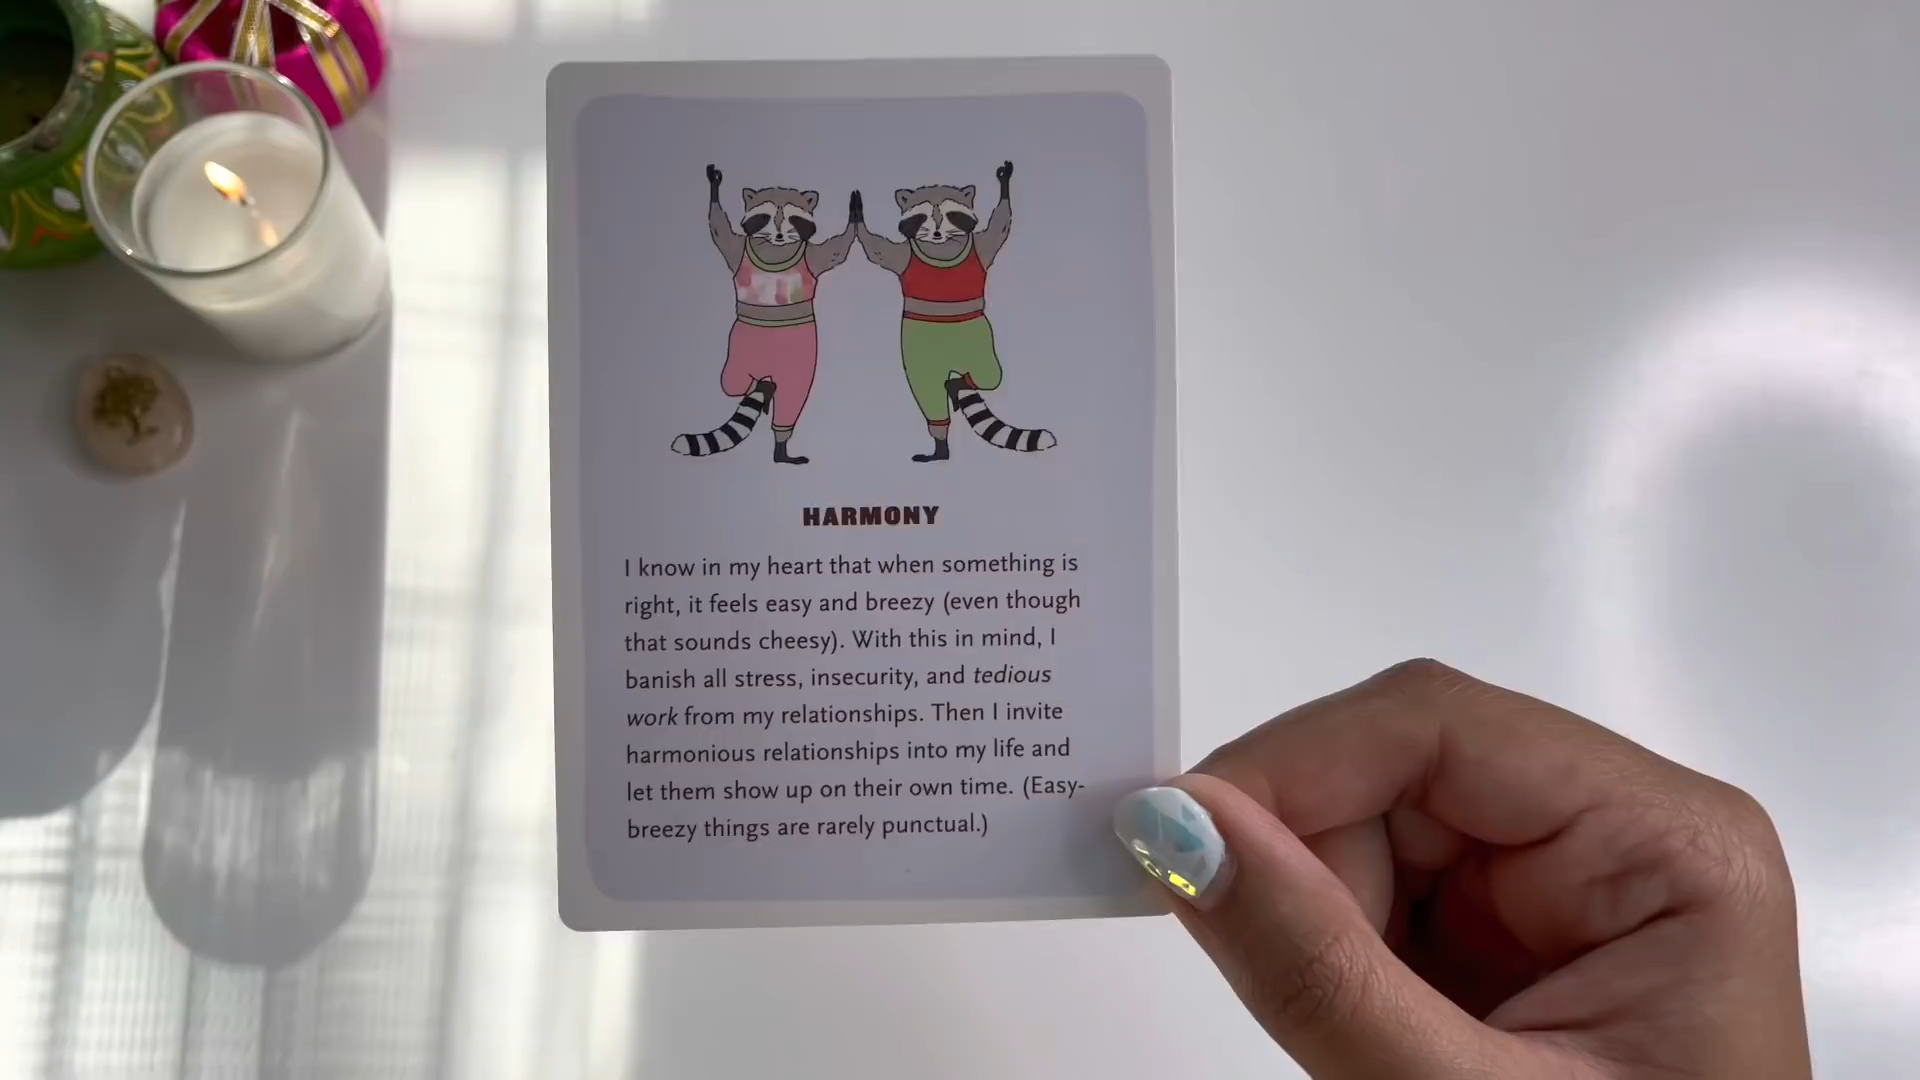 HARMONY
I know in my heart that when something is
right, it feels easy and breezy (even though
that sounds cheesy). With this in mind, I
banish all stress, insecurity, and tedious
work from my relationships. Then I invite
harmonious relationships into my life and
let them show up on their own time. (Easy-
breezy things are rarely punctual.)